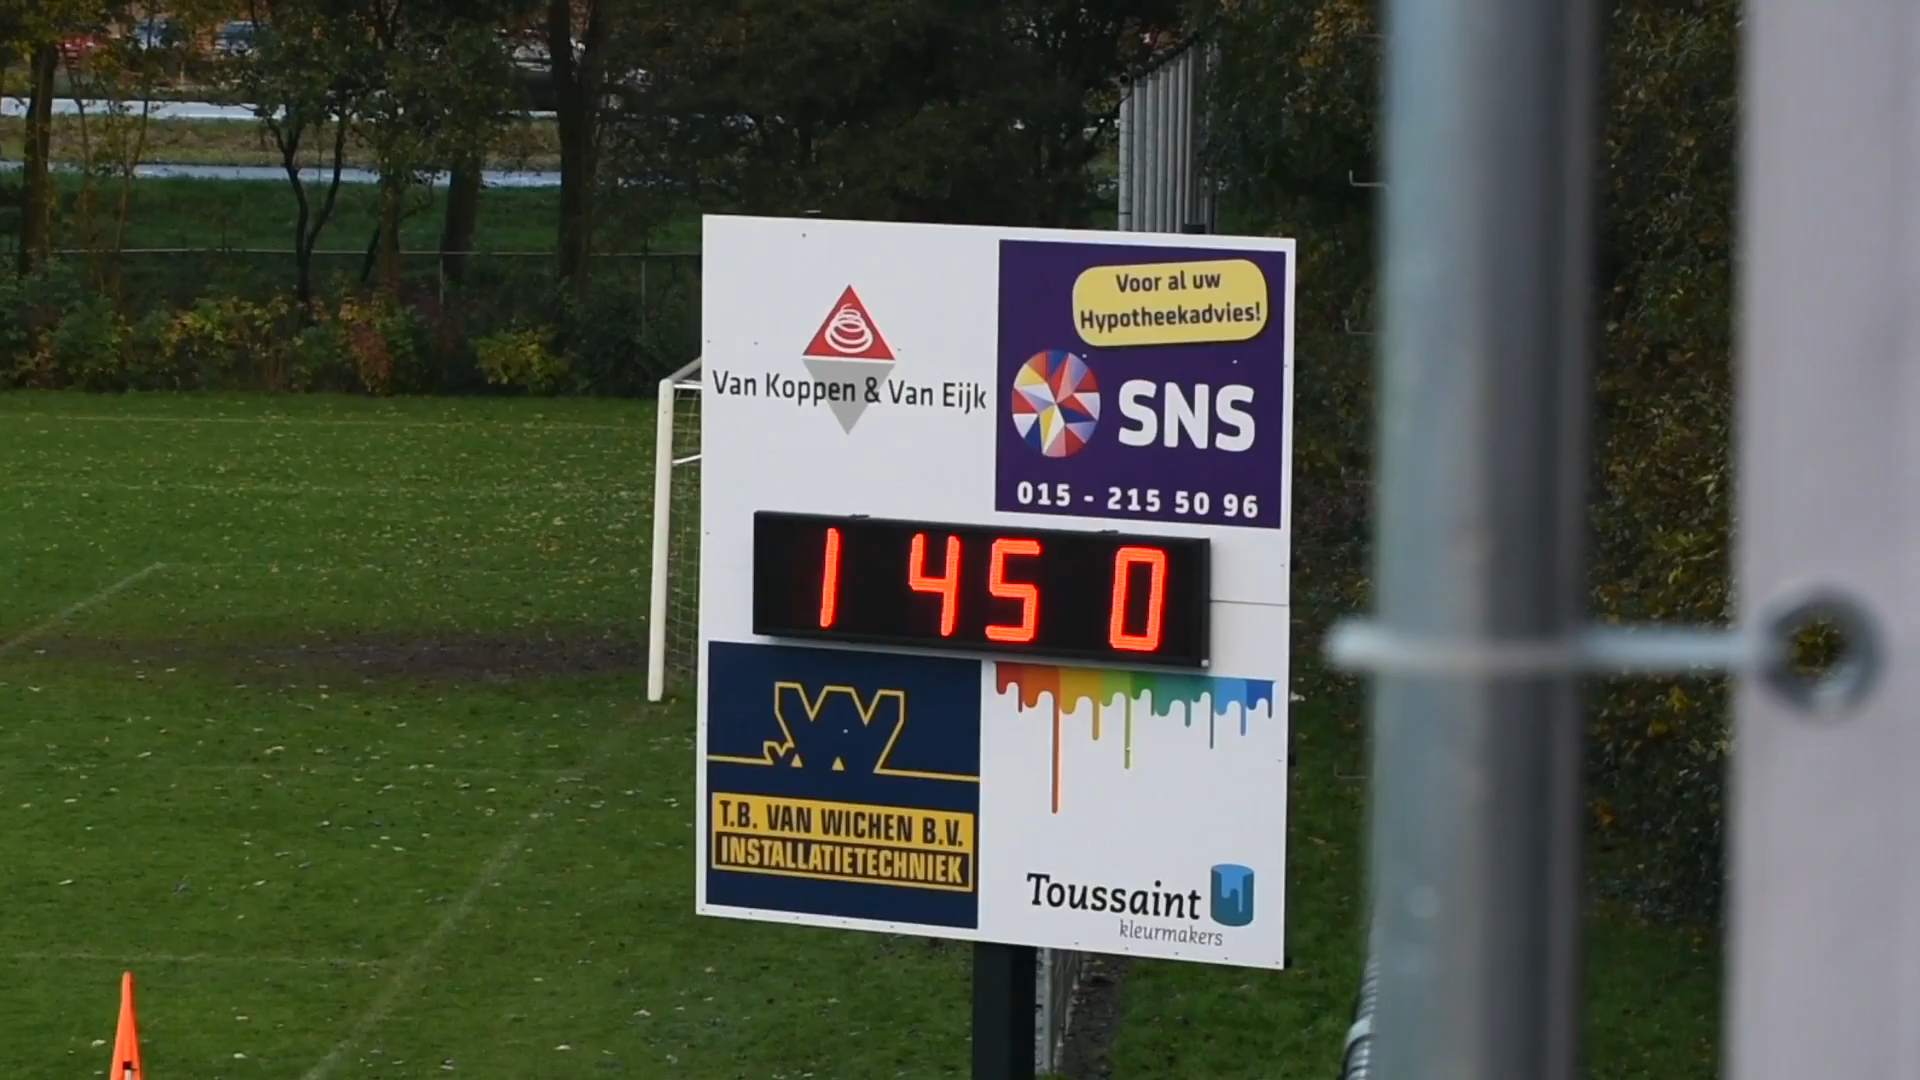 Voor al uw
Hypotheekadvies!
Van Koppen & Van Eijk
SNS
015 - 215 50 96
1 45 0
T.B. VAN WICHEN B.V.
INSTALLATIETECHNIEK
Toussaint
kleurmakers